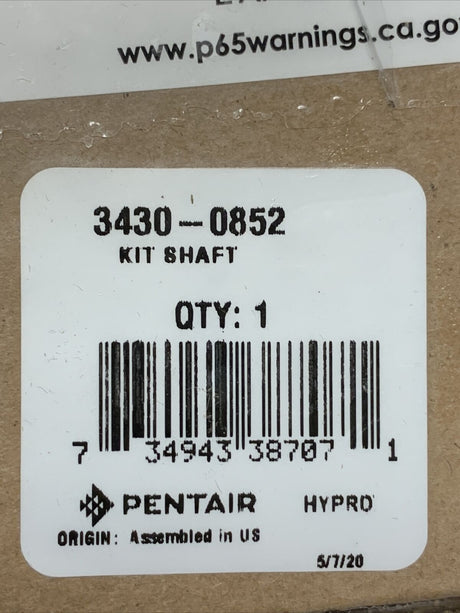 www.p65warnings.ca.gov
3430-0852
KIT SHAFT
QTY: 1
7 34943 38707 1
PENTAIR HYPRO
ORIGIN: Assembled in US
5/7/20